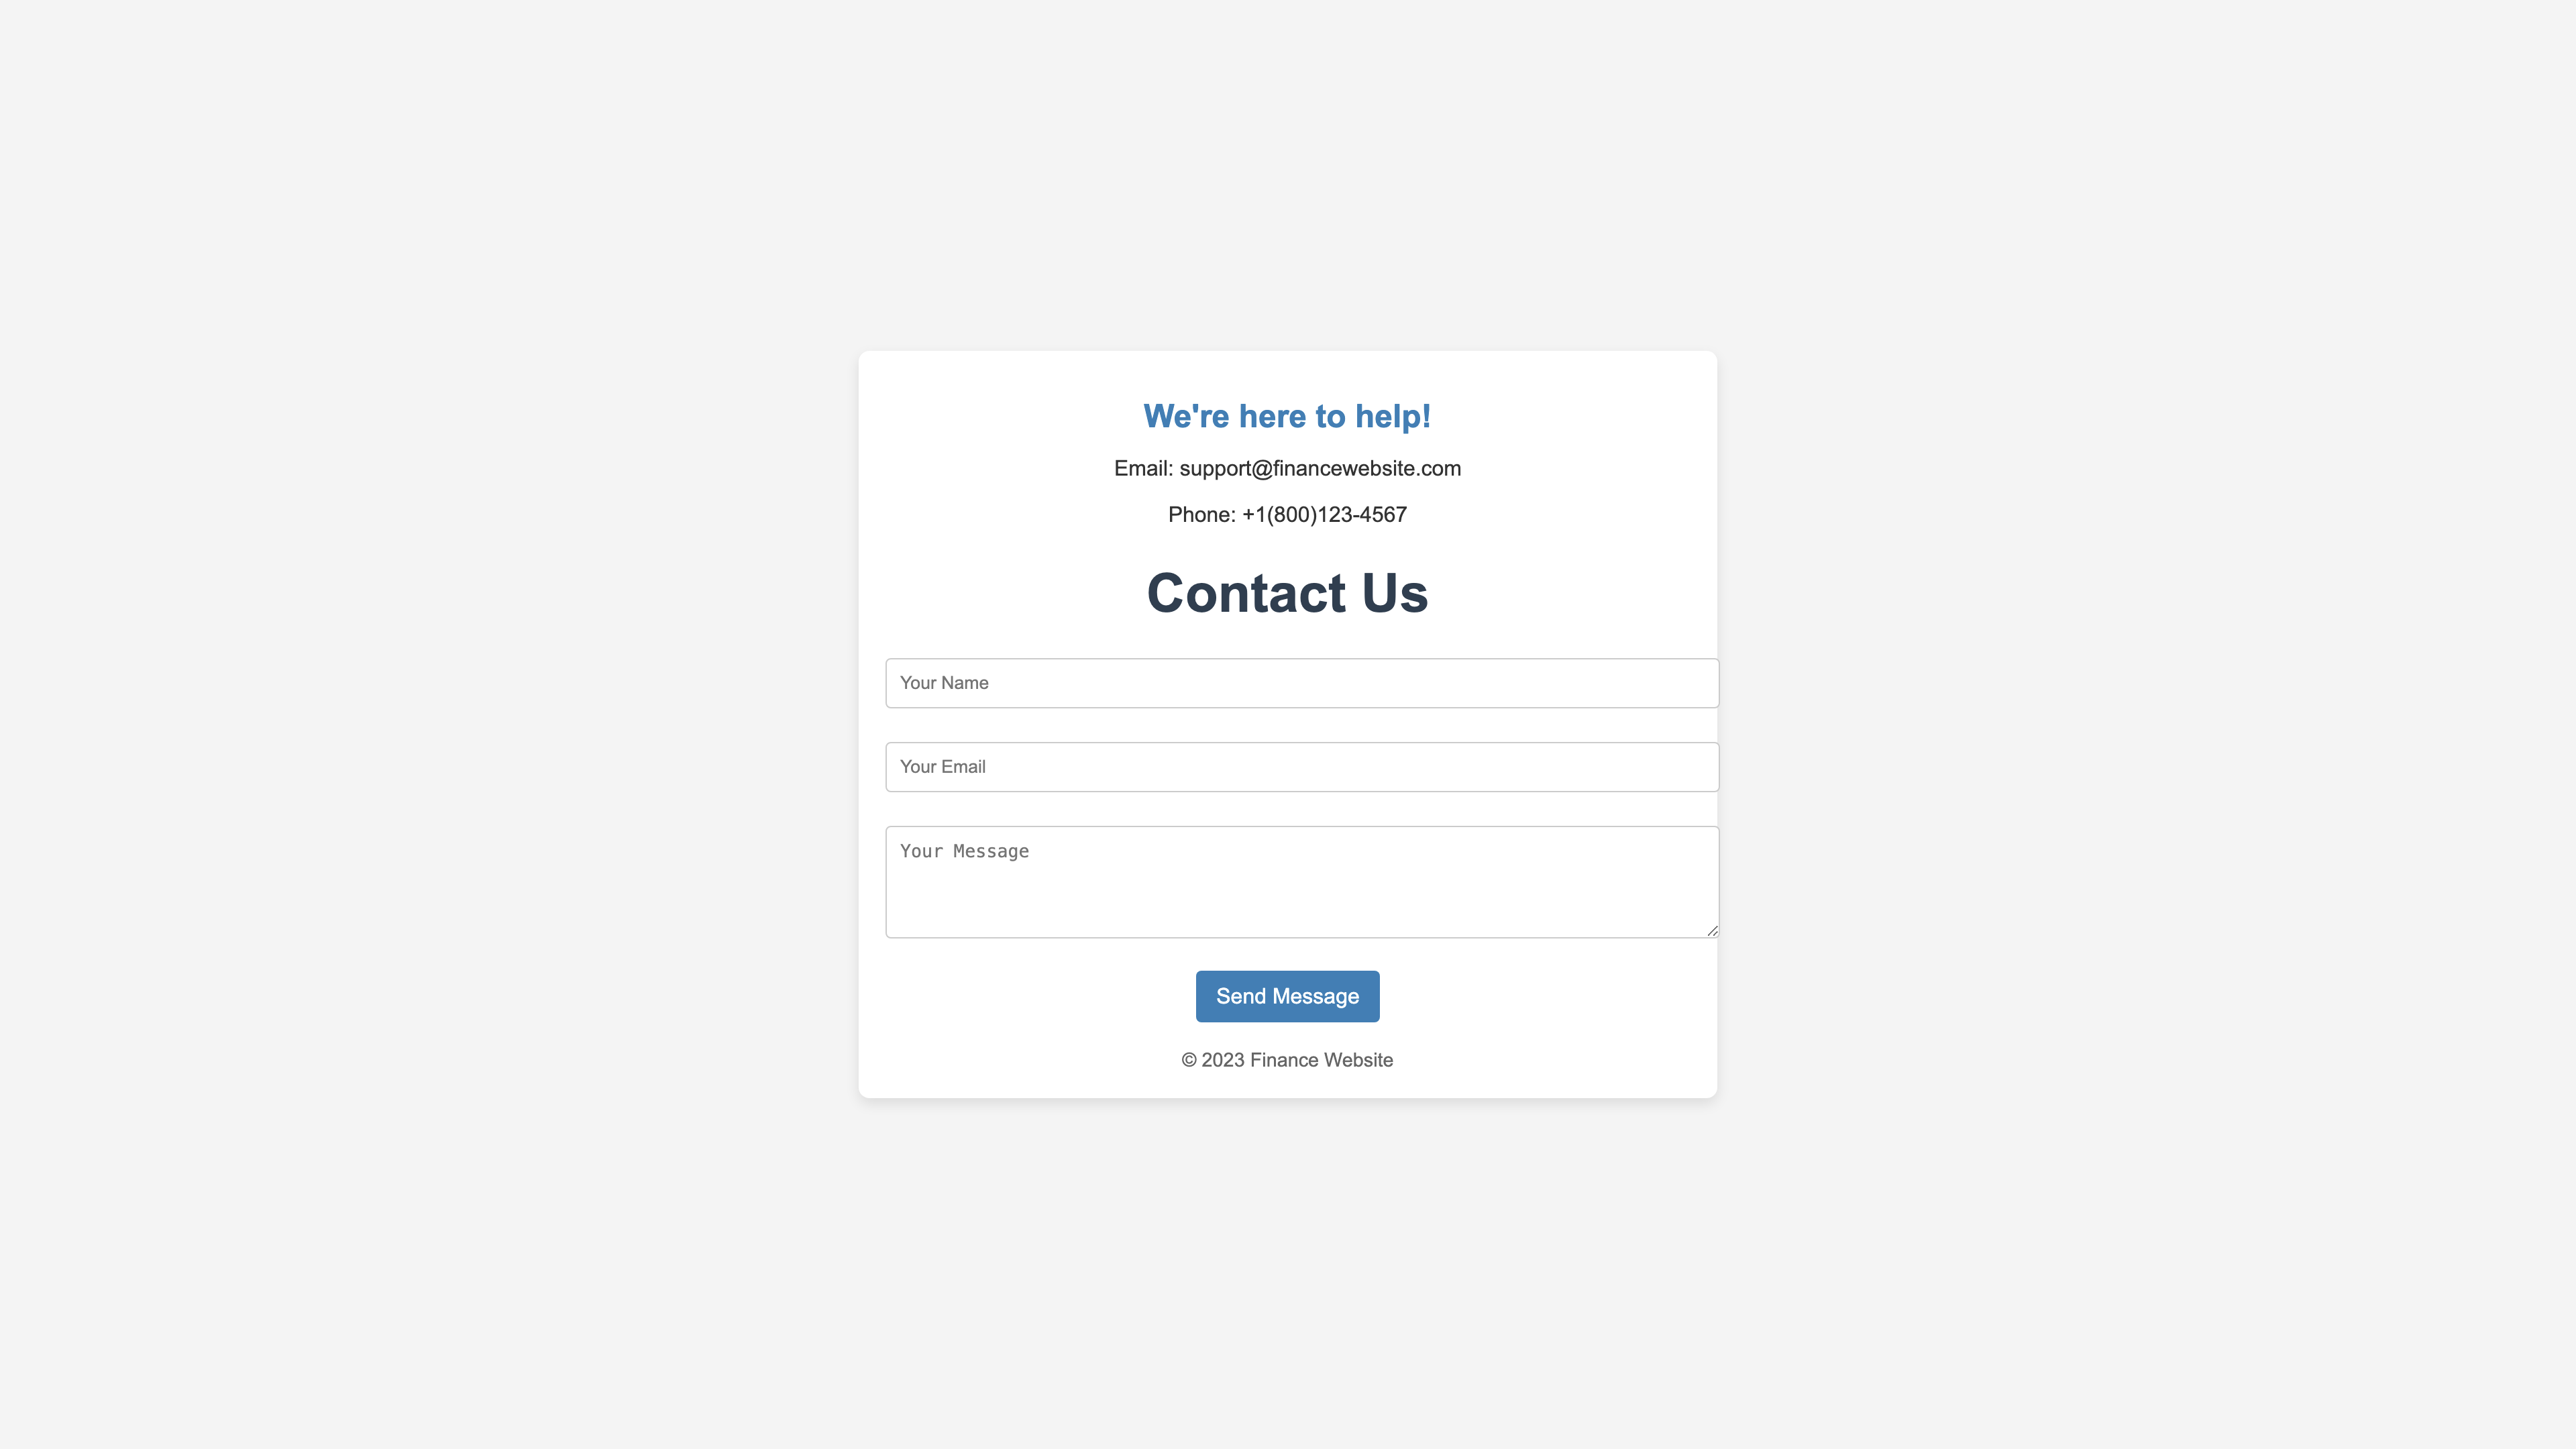 We're here to help!
Email: support@financewebsite.com
Phone: +1(800)123-4567
Contact Us
Your Name
Your Email
Your Message
Send Message
© 2023 Finance Website